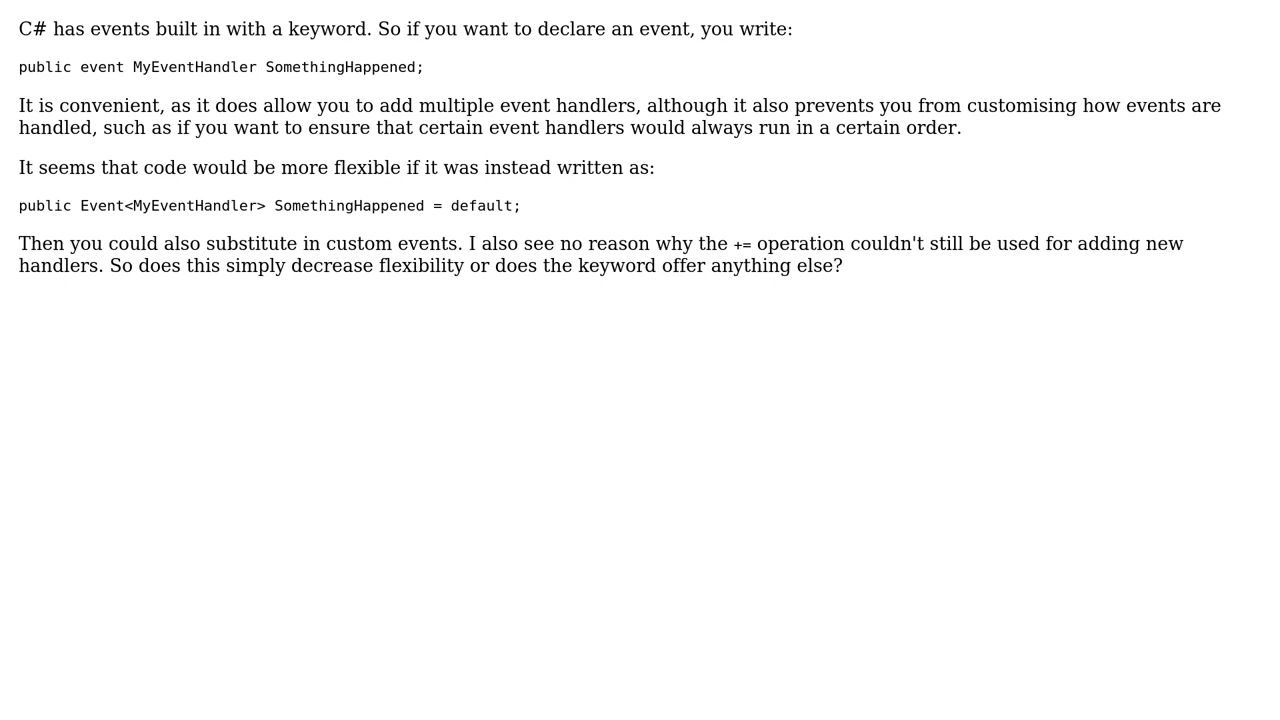 C# has events built in with a keyword. So if you want to declare an event, you write:
public event MyEventHandler SomethingHappened;
It is convenient, as it does allow you to add multiple event handlers, although it also prevents you from customising how events are
handled, such as if you want to ensure that certain event handlers would always run in a certain order.
It seems that code would be more flexible if it was instead written as:
public Event<MyEventHandler> SomethingHappened = default;
Then you could also substitute in custom events. I also see no reason why the += operation couldn't still be used for adding new
handlers. So does this simply decrease flexibility or does the keyword offer anything else?